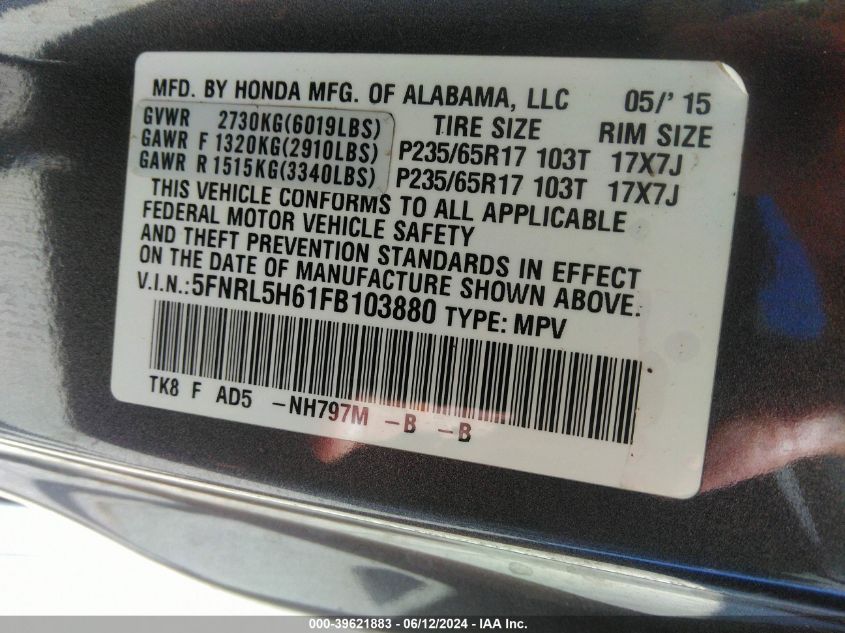 MFD. BY HONDA MFG. OF ALABAMA, LLC 05/' 15
GVWR 2730KG(6019LBS) TIRE SIZE RIM SIZE
GAWR F 1320KG(2910LBS) P235/65R17 103T 17X7J
GAWR R 1515KG(3340LBS) P235/65R17 103T 17X7J
THIS VEHICLE CONFORMS TO ALL APPLICABLE
FEDERAL MOTOR VEHICLE SAFETY
AND THEFT PREVENTION STANDARDS IN EFFECT
ON THE DATE OF MANUFACTURE SHOWN ABOVE.
V.I.N.:5FNRL5H61FB103880 TYPE: MPV
TK8 F AD5 -NH797M -B -B
000-39621883 - 06/12/2024 - IAA Inc.